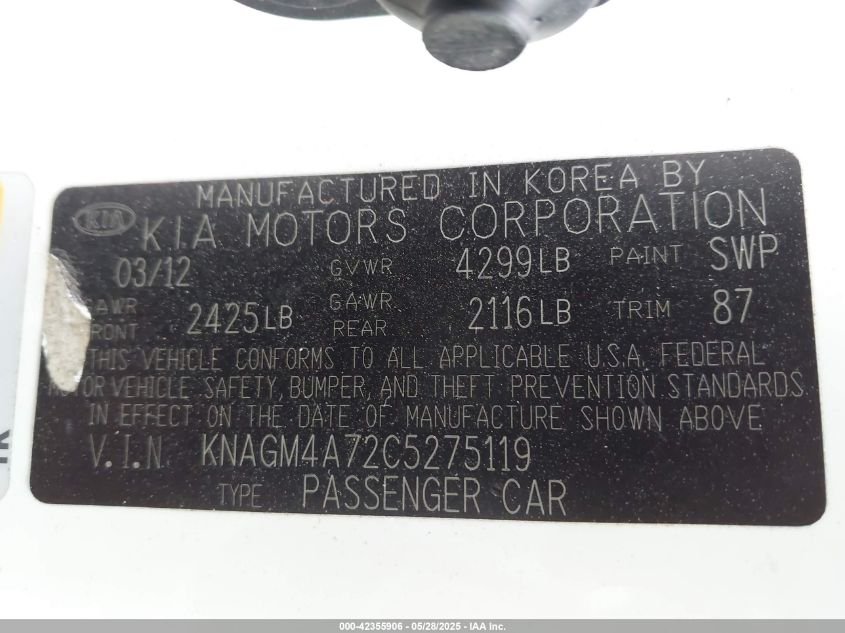 MANUFACTURED IN KOREA BY
KIA KIA MOTORS CORPORATION
03/12 GVWR 4299LB PAINT SWP
GAWR FRONT 2425LB GAWR REAR 2116LB TRIM 87
THIS VEHICLE CONFORMS TO ALL APPLICABLE U.S.A. FEDERAL
MOTOR VEHICLE SAFETY, BUMPER, AND THEFT PREVENTION STANDARDS
IN EFFECT ON THE DATE OF MANUFACTURE SHOWN ABOVE
V.I.N KNAGM4A72C5275119
TYPE PASSENGER CAR
000-42355906 - 05/28/2025 - IAA Inc.